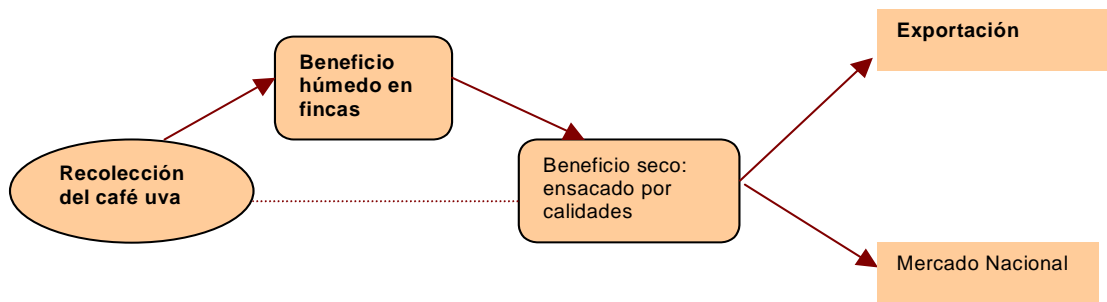 Recolección
del café uva
Beneficio
húmedo en
fincas
Beneficio seco:
ensacado por
calidades
Exportación
Mercado Nacional